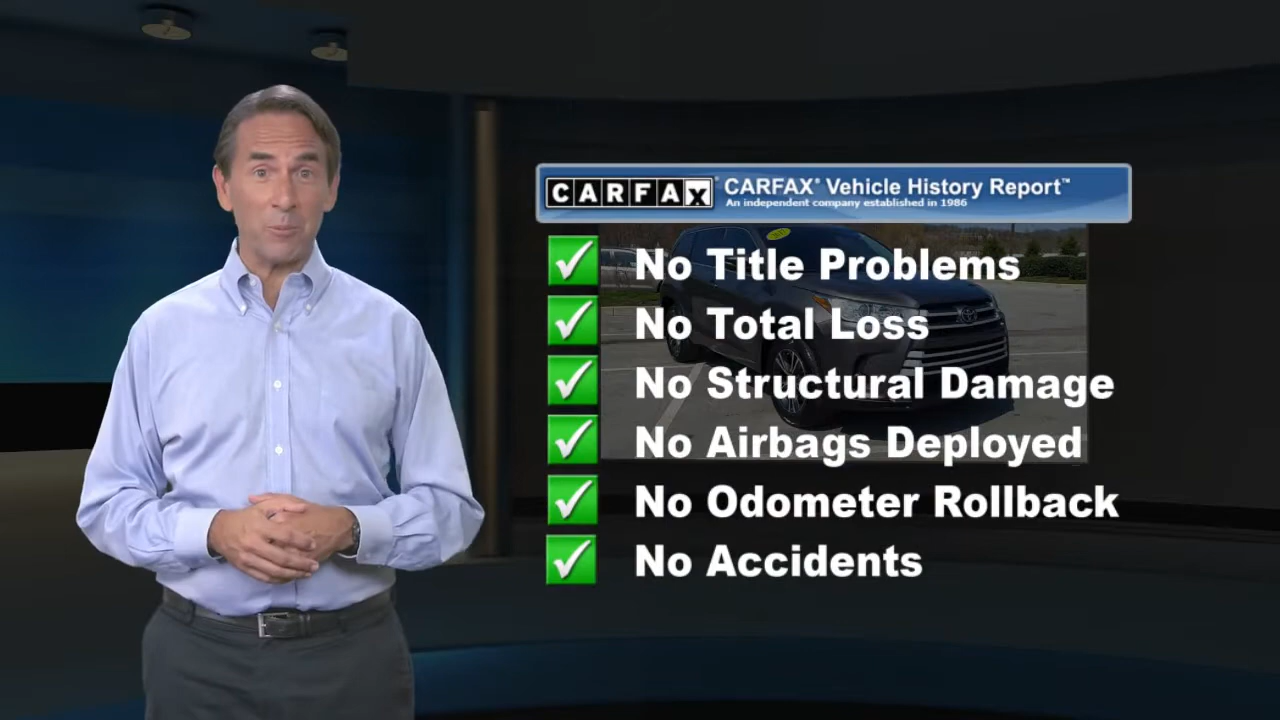 CARFAX® CARFAX® Vehicle History Report™
An independent company established in 1986
No Title Problems
No Total Loss
No Structural Damage
No Airbags Deployed
No Odometer Rollback
No Accidents